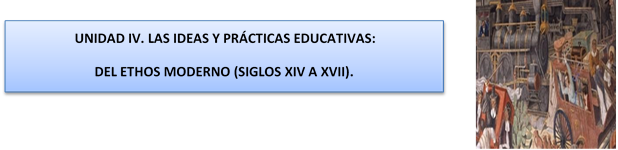 UNIDAD IV. LAS IDEAS Y PRÁCTICAS EDUCATIVAS:
DEL ETHOS MODERNO (SIGLOS XIV A XVII).